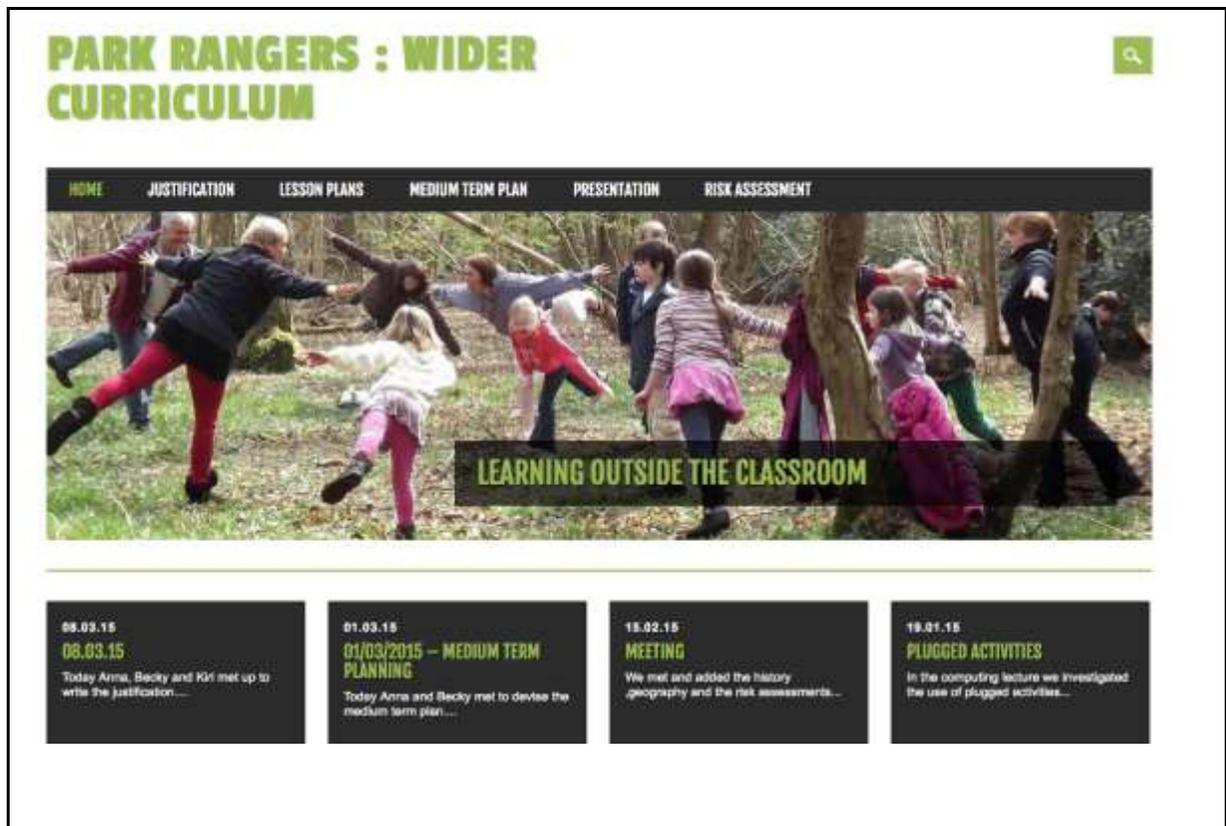 PARK RANGERS : WIDER
CURRICULUM
HOME JUSTIFICATION LESSON PLANS MEDIUM TERM PLAN PRESENTATION RISK ASSESSMENT
LEARNING OUTSIDE THE CLASSROOM
08.03.15
08.03.15
Today Anna, Becky and Kiri met up to
write the justification....
01.03.15
01/03/2015 – MEDIUM TERM
PLANNING
Today Anna and Becky met to devise the
medium term plan....
15.02.15
MEETING
We met and added the history
,geography and the risk assessments...
19.01.15
PLUGGED ACTIVITIES
In the computing lecture we investigated
the use of plugged activities...